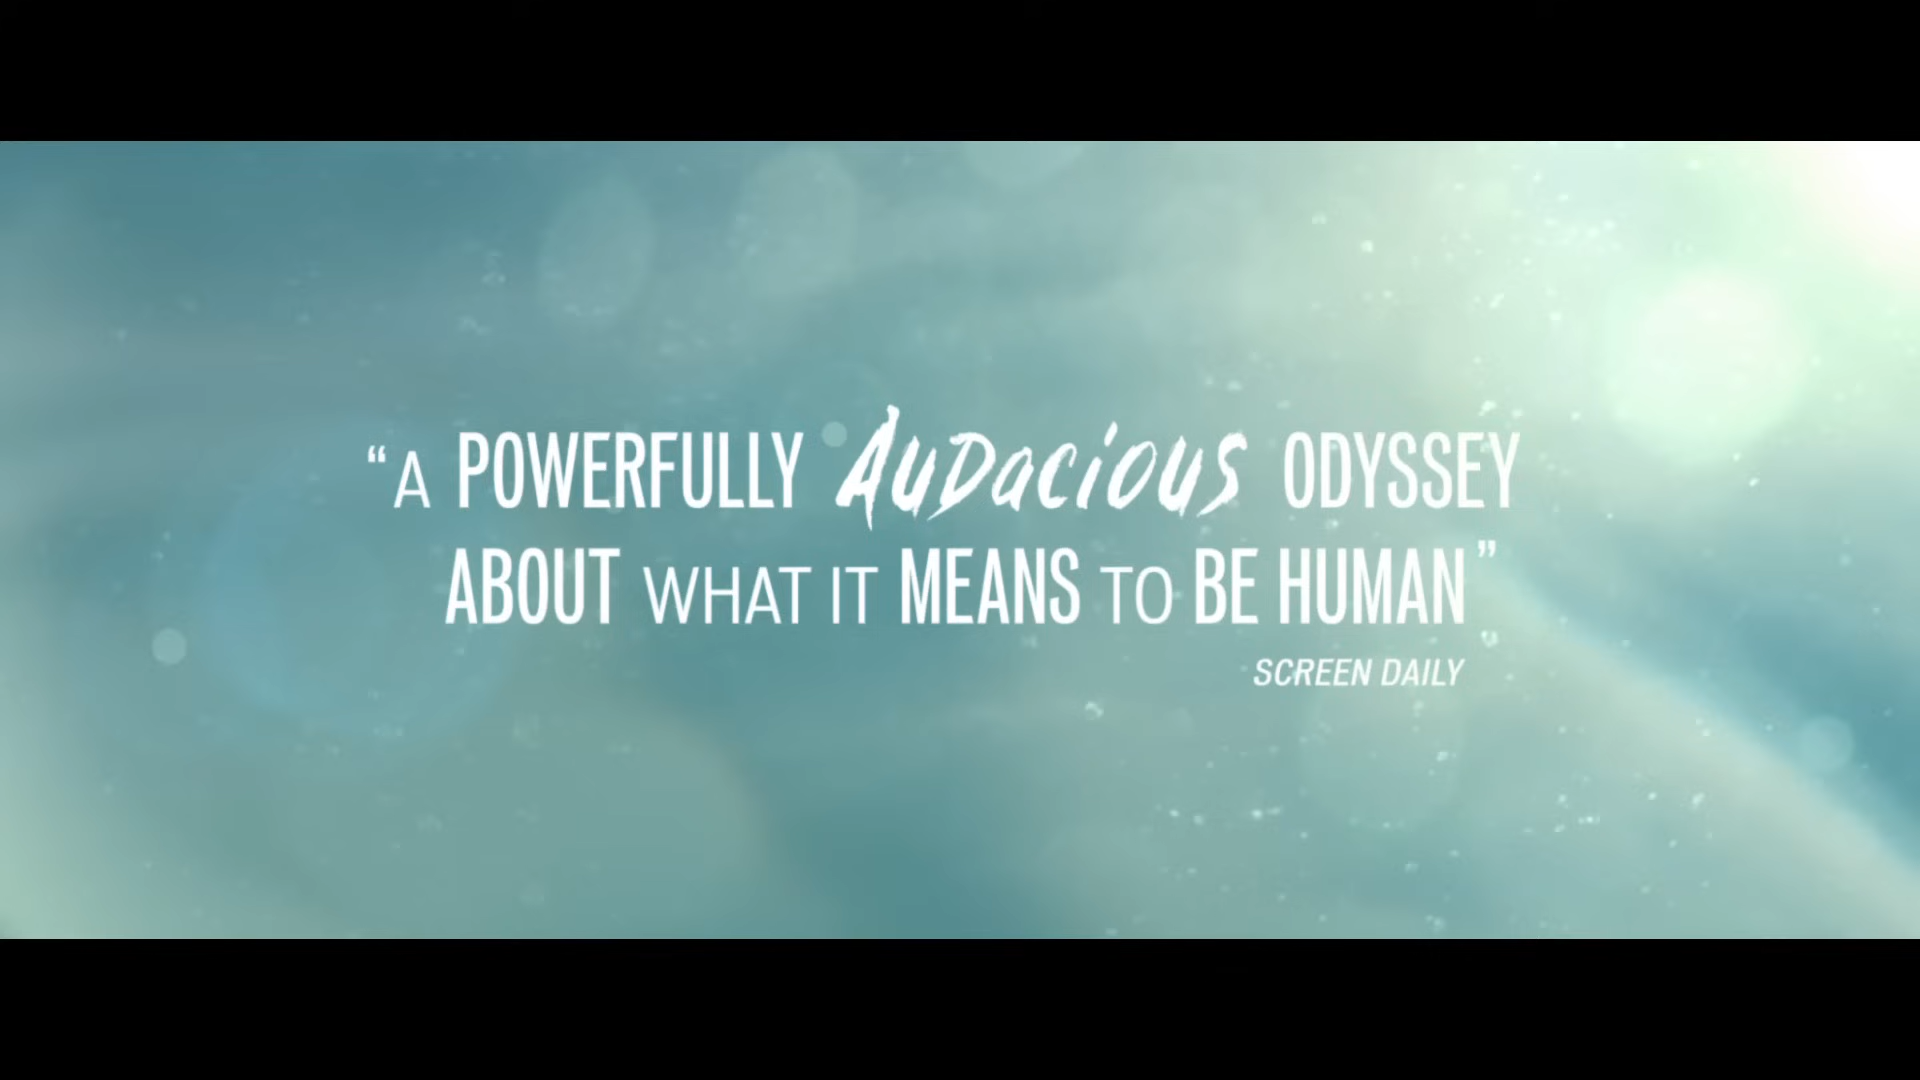 “A POWERFULLY AUDACIOUS ODYSSEY
ABOUT WHAT IT MEANS TO BE HUMAN”
SCREEN DAILY